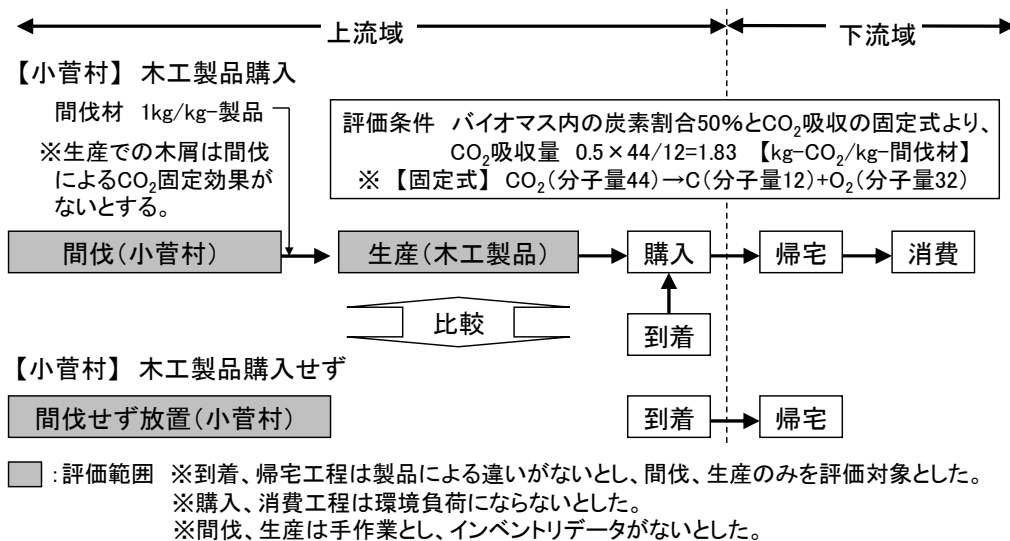 上流域
下流域
【小菅村】 木工製品購入
間伐材 1kg/kg-製品
※生産での木屑は間伐
によるCO₂固定効果が
ないとする。
評価条件 バイオマス内の炭素割合50%とCO₂吸収の固定式より、
CO₂吸収量 0.5×44/12=1.83 【kg-CO₂/kg-間伐材】
※【固定式】 CO₂(分子量44)→C(分子量12)+O₂(分子量32)
間伐(小菅村)
生産(木工製品)
購入
帰宅
消費
比較
到着
【小菅村】 木工製品購入せず
間伐せず放置(小菅村)
到着
帰宅
:評価範囲 ※到着、帰宅工程は製品による違いがないとし、間伐、生産のみを評価対象とした。
※購入、消費工程は環境負荷にならないとした。
※間伐、生産は手作業とし、インベントリデータがないとした。